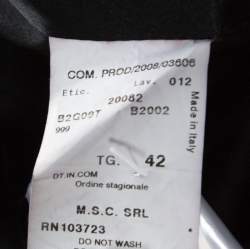 COM. PROD/2008/03606
Etic. Lav. 012
20062
B2G09T B2002
999
Made in Italy
TG. 42
DT.IN.COM
Ordine stagionale
M.S.C. SRL
RN103723
DO NOT WASH